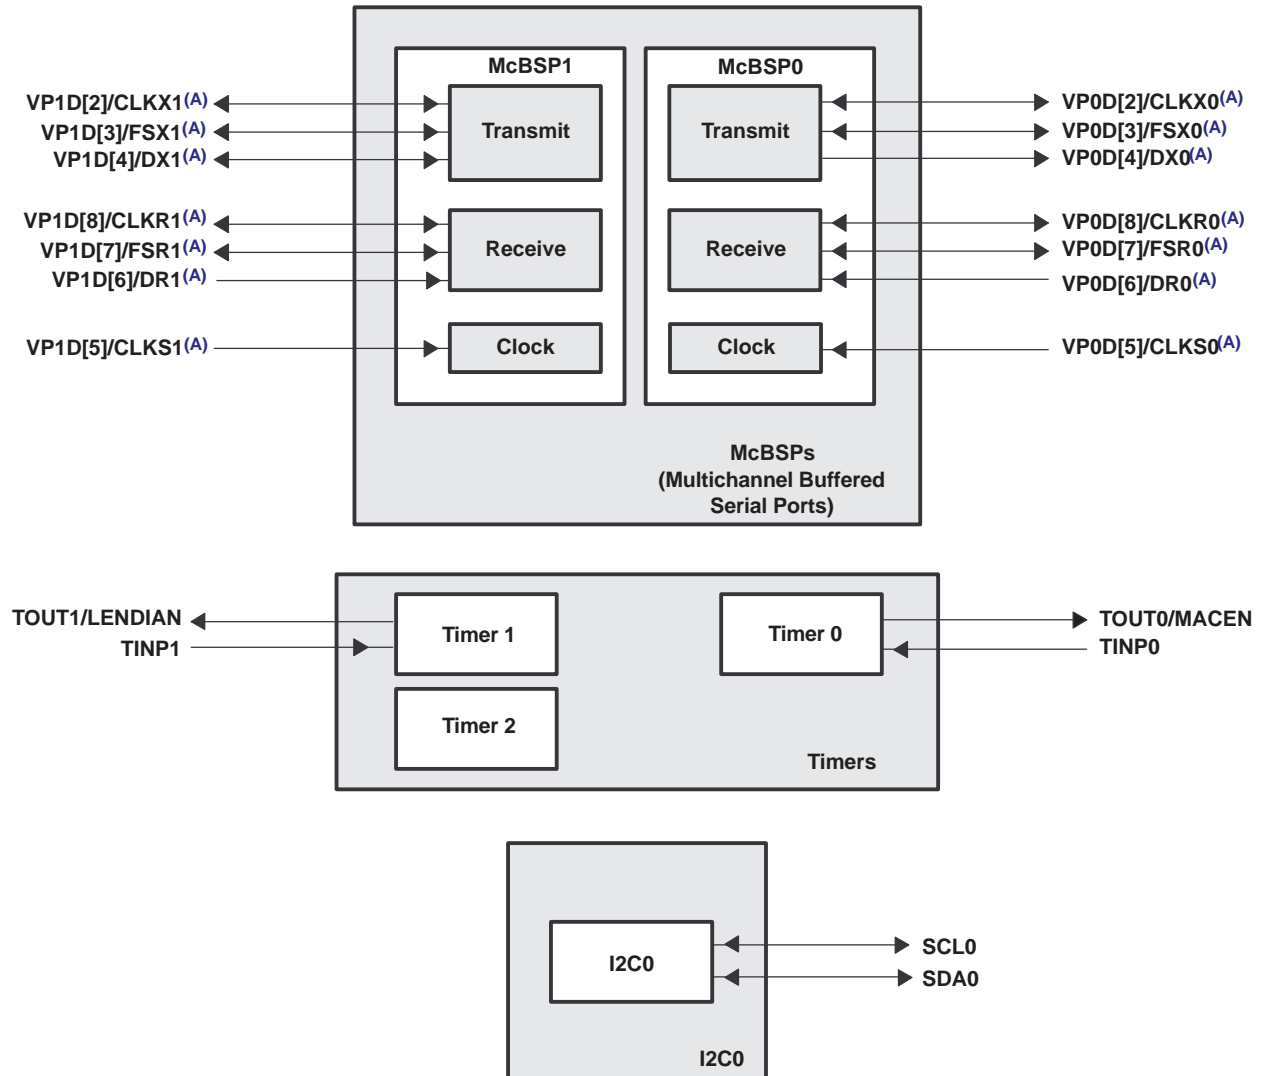 McBSP1
McBSP0
VP1D[2]/CLKX1(A)
VP1D[3]/FSX1(A)
VP1D[4]/DX1(A)
Transmit
Transmit
VP0D[2]/CLKX0(A)
VP0D[3]/FSX0(A)
VP0D[4]/DX0(A)
VP1D[8]/CLKR1(A)
VP1D[7]/FSR1(A)
VP1D[6]/DR1(A)
Receive
Receive
VP0D[8]/CLKR0(A)
VP0D[7]/FSR0(A)
VP0D[6]/DR0(A)
VP1D[5]/CLKS1(A)
Clock
Clock
VP0D[5]/CLKS0(A)
McBSPs
(Multichannel Buffered
Serial Ports)
TOUT1/LENDIAN
TINP1
Timer 1
Timer 0
TOUT0/MACEN
TINP0
Timer 2
Timers
I2C0
SCL0
SDA0
I2C0